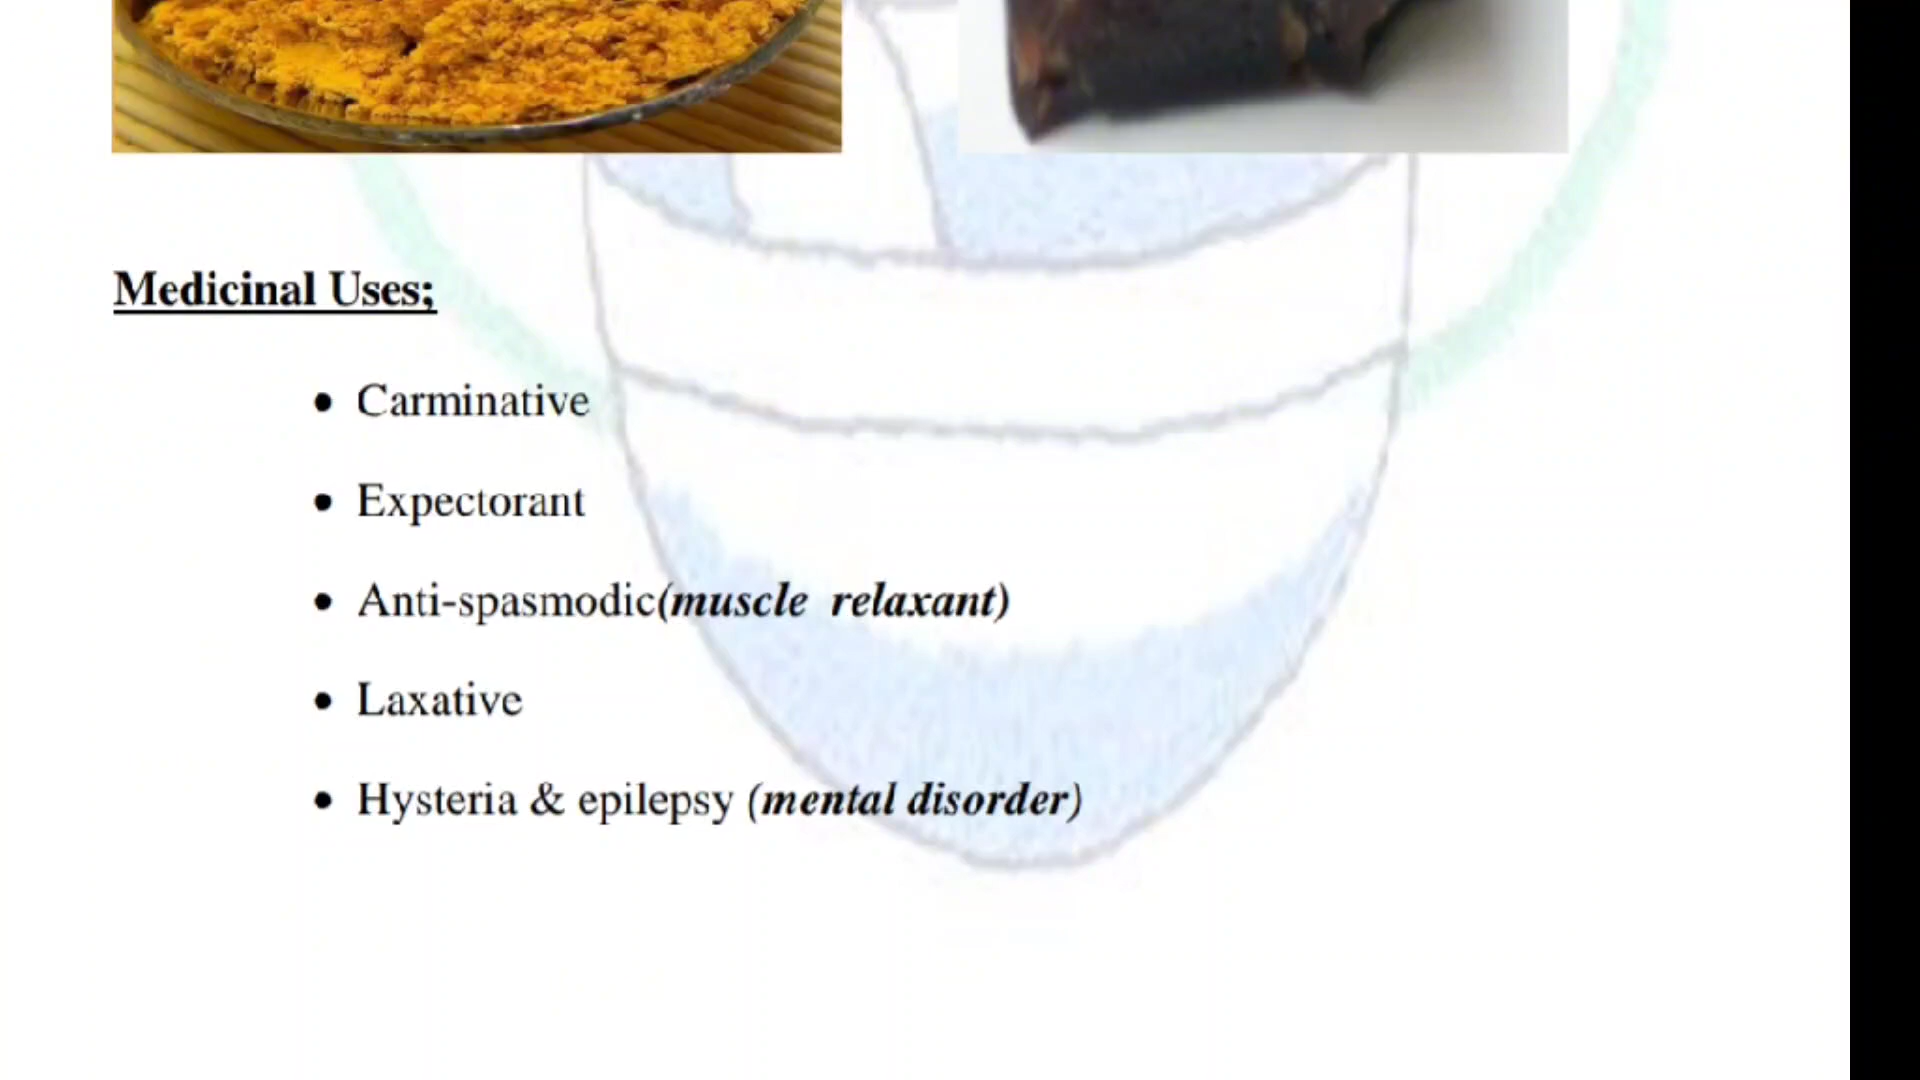 Medicinal Uses;
• Carminative
• Expectorant
• Anti-spasmodic(muscle relaxant)
• Laxative
• Hysteria & epilepsy (mental disorder)